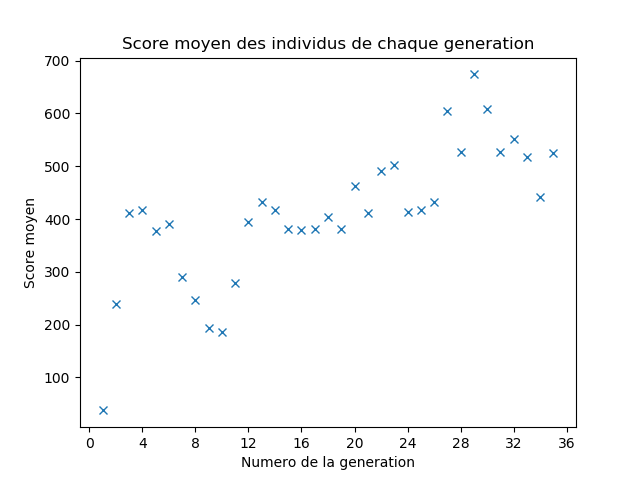 Score moyen des individus de chaque generation
700
600
500
400
300
200
100
Score moyen
0 4 8 12 16 20 24 28 32 36
Numero de la generation